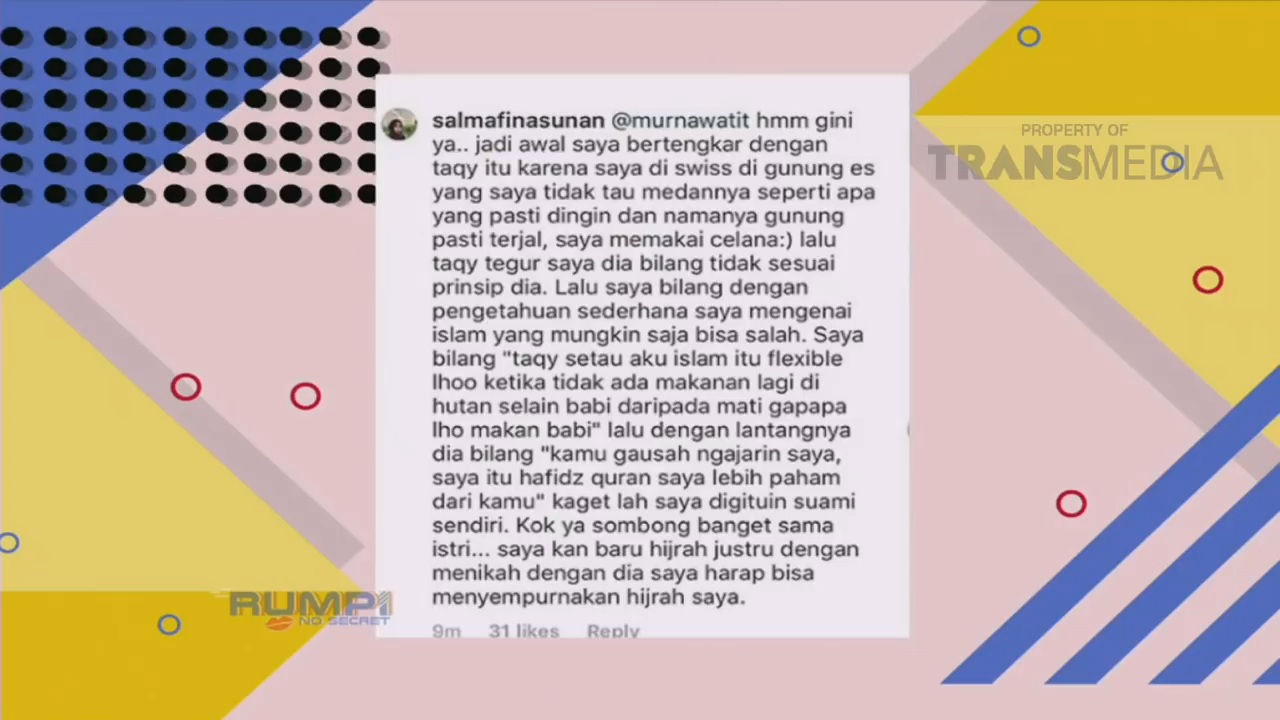 PROPERTY OF
TRANSMEDIA
salmafinasunan @murnawatit hmm gini
ya.. jadi awal saya bertengkar dengan
taqy itu karena saya di swiss di gunung es
yang saya tidak tau medannya seperti apa
yang pasti dingin dan namanya gunung
pasti terjal, saya memakai celana:) lalu
taqy tegur saya dia bilang tidak sesuai
prinsip dia. Lalu saya bilang dengan
pengetahuan sederhana saya mengenai
islam yang mungkin saja bisa salah. Saya
bilang "taqy setau aku islam itu flexible
lhoo ketika tidak ada makanan lagi di
hutan selain babi daripada mati gapapa
lho makan babi" lalu dengan lantangnya
dia bilang "kamu gausah ngajarin saya,
saya itu hafidz quran saya lebih paham
dari kamu" kaget lah saya digituin suami
sendiri. Kok ya sombong banget sama
istri... saya kan baru hijrah justru dengan
menikah dengan dia saya harap bisa
menyempurnakan hijrah saya.
9m 31 likes Reply
RUMPI
NO SECRET